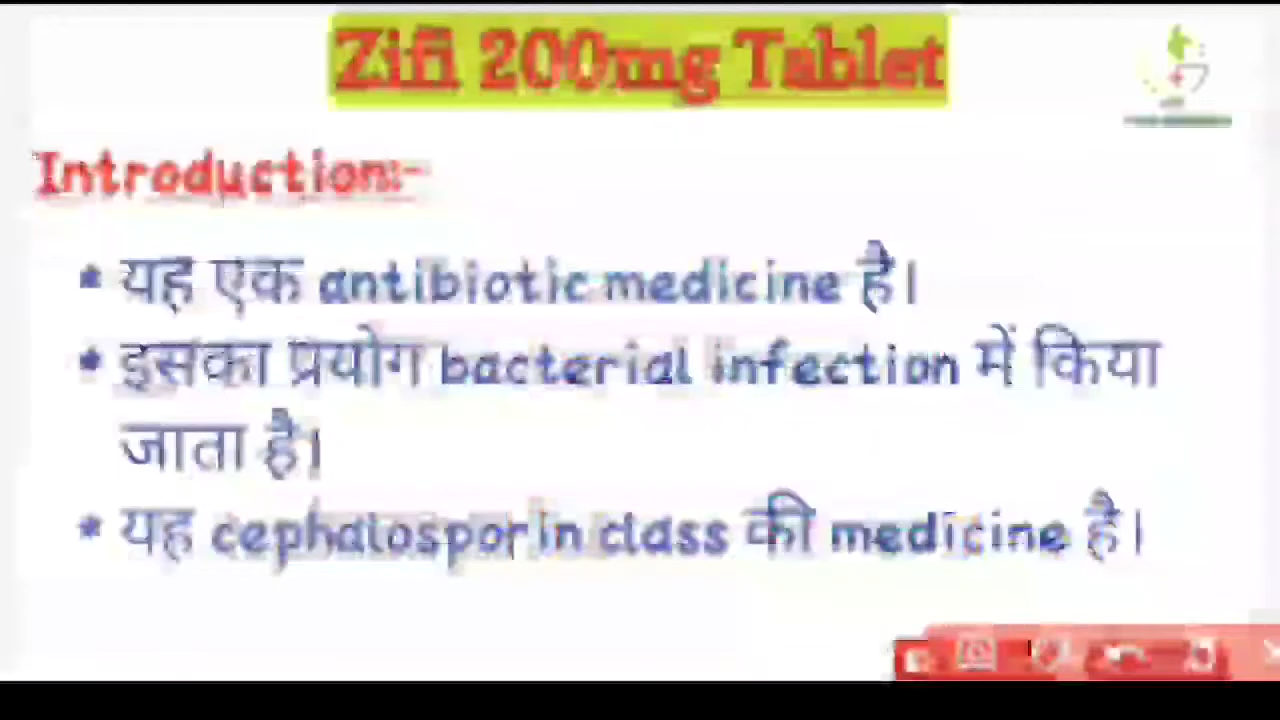 Zifi 200mg Tablet
Introduction:-
* यह एक antibiotic medicine है।
* इसका प्रयोग bacterial infection में किया
जाता है।
* यह cephalosporin class की medicine है।